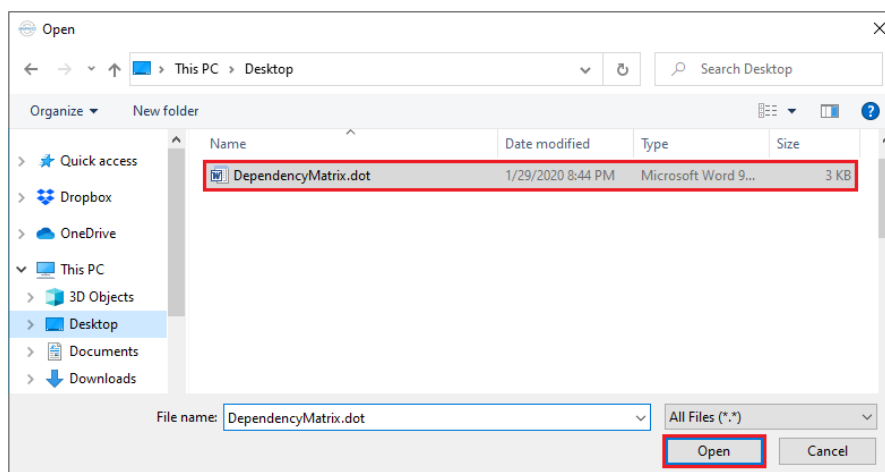 Open
This PC > Desktop
Search Desktop
Organize
New folder
Name
Date modified
Type
Size
Quick access
Dropbox
OneDrive
This PC
3D Objects
Desktop
Documents
Downloads
DependencyMatrix.dot
1/29/2020 8:44 PM
Microsoft Word 9...
3 KB
File name:
DependencyMatrix.dot
All Files (*.*)
Open
Cancel